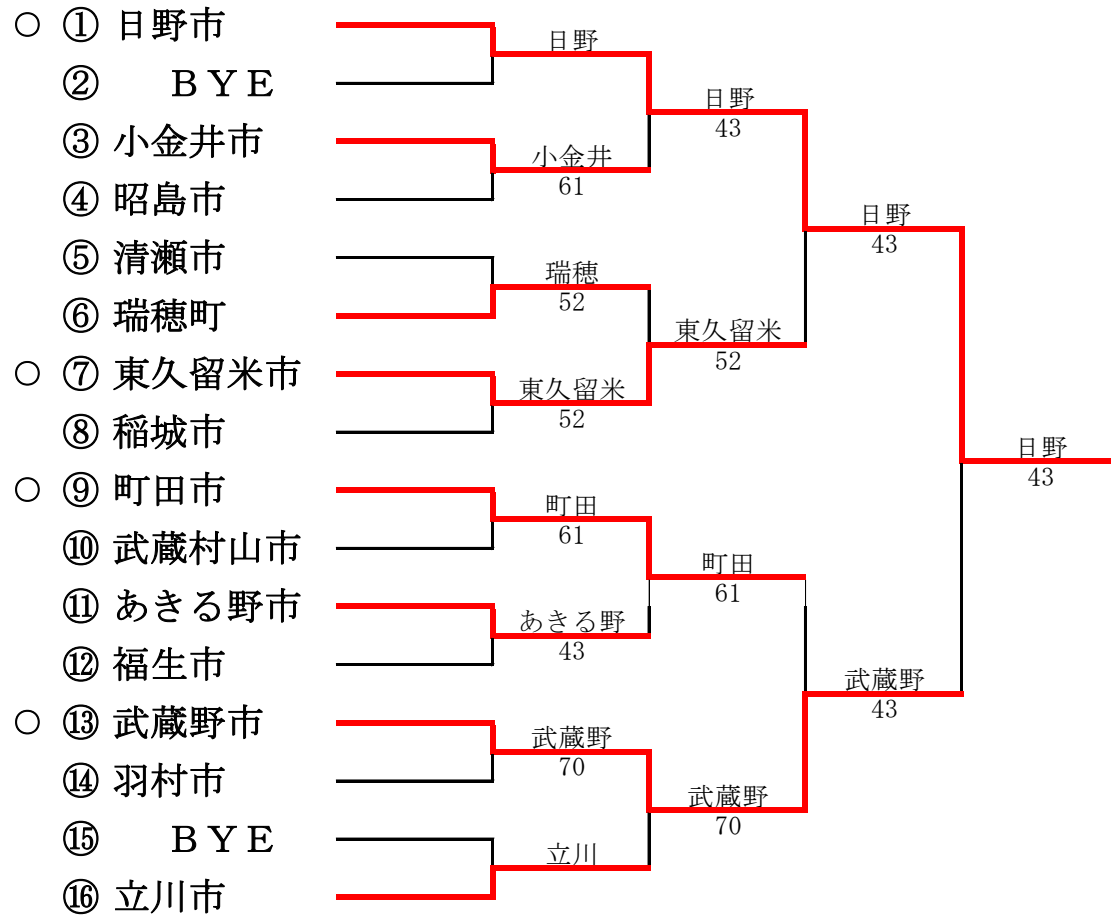 ○ ① 日野市
② ＢＹＥ
③ 小金井市
④ 昭島市
⑤ 清瀬市
⑥ 瑞穂町
○ ⑦ 東久留米市
⑧ 稲城市
○ ⑨ 町田市
⑩ 武蔵村山市
⑪ あきる野市
⑫ 福生市
○ ⑬ 武蔵野市
⑭ 羽村市
⑮ ＢＹＥ
⑯ 立川市
日野
小金井
61
瑞穂
52
東久留米
52
町田
61
あきる野
43
武蔵野
70
立川
日野
43
東久留米
52
町田
61
武蔵野
70
日野
43
武蔵野
43
日野
43